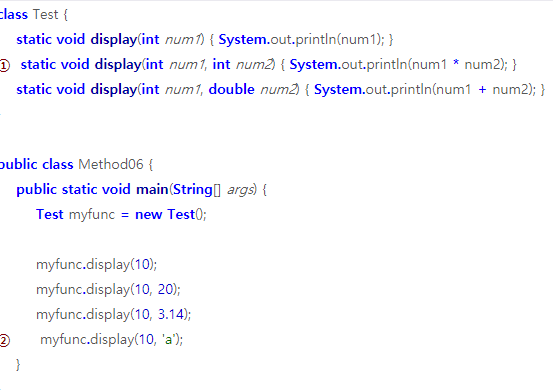 class Test {
static void display(int num1) { System.out.println(num1); }
① static void display(int num1, int num2) { System.out.println(num1 * num2); }
static void display(int num1, double num2) { System.out.println(num1 + num2); }
public class Method06 {
public static void main(String[] args) {
Test myfunc = new Test();
myfunc.display(10);
myfunc.display(10, 20);
myfunc.display(10, 3.14);
② myfunc.display(10, 'a');
}